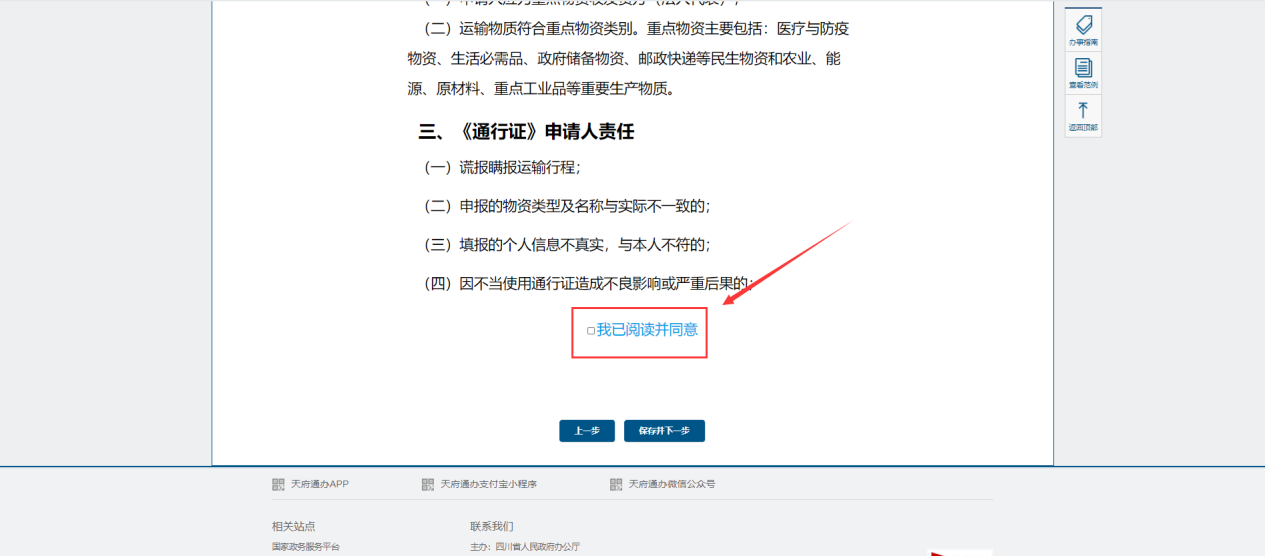 （二）运输物质符合重点物资类别。重点物资主要包括：医疗与防疫
物资、生活必需品、政府储备物资、邮政快递等民生物资和农业、能
源、原材料、重点工业品等重要生产物质。
三、《通行证》申请人责任
（一）谎报瞒报运输行程；
（二）申报的物资类型及名称与实际不一致的；
（三）填报的个人信息不真实，与本人不符的；
（四）因不当使用通行证造成不良影响或严重后果的；
我已阅读并同意
上一步
保存并下一步
办事指南
查看范例
返回顶部
天府通办APP
天府通办支付宝小程序
天府通办微信公众号
相关站点
联系我们
国家政务服务平台
主办：四川省人民政府办公厅